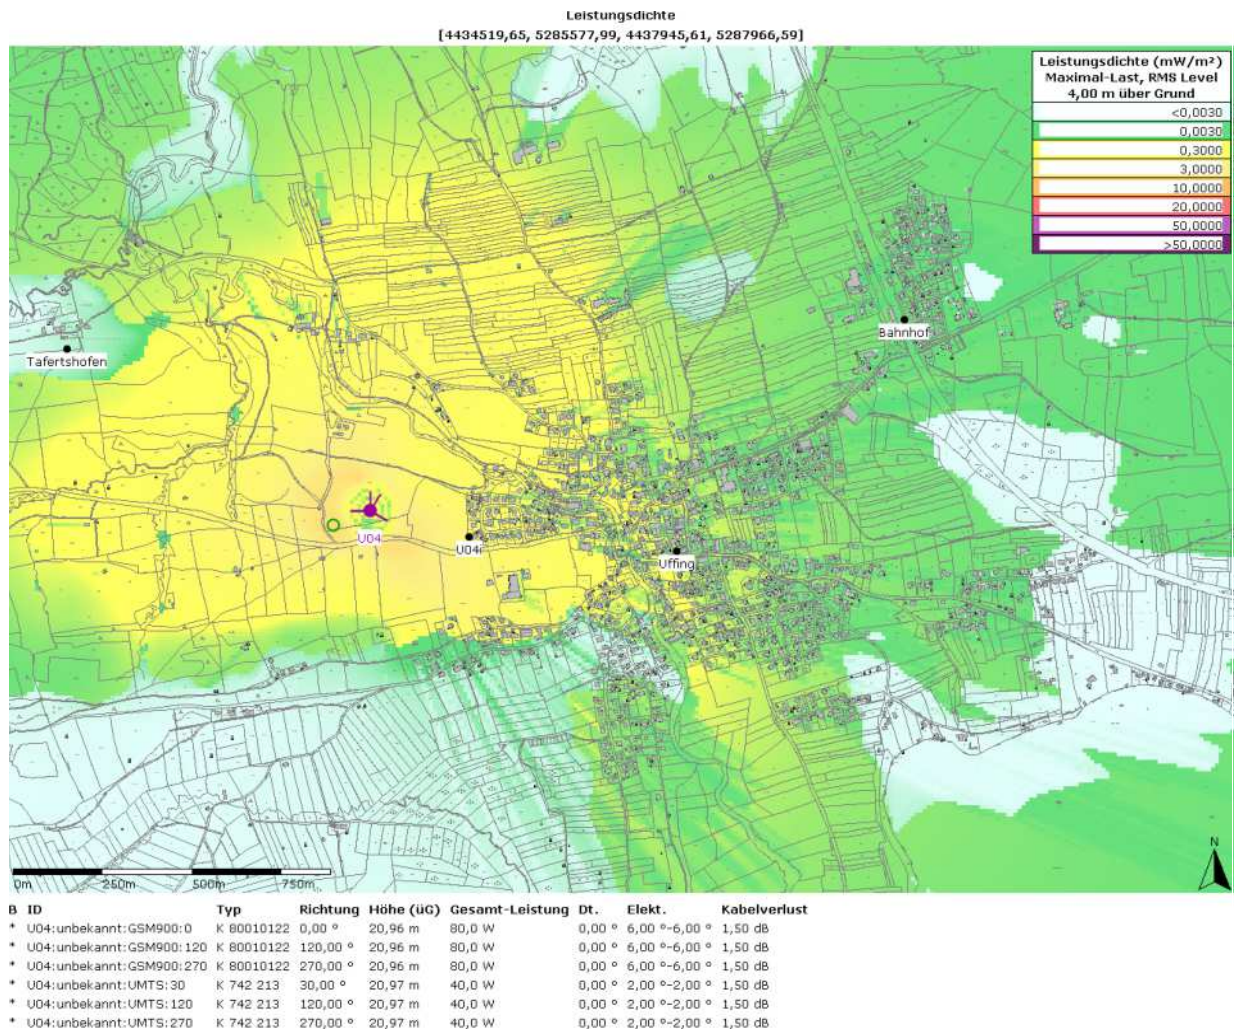 Leistungsdichte
[4434519,65, 5285577,99, 4437945,61, 5287966,59]
Leistungsdichte (mW/m²)
Maximal-Last, RMS Level
4,00 m über Grund
<0,0030
0,0030
0,3000
3,0000
10,0000
20,0000
50,0000
>50,0000
Bahnhof
Tafertshofen
U04
U04i
Uffing
N
0m 250m 500m 750m
B ID Typ Richtung Höhe (üG) Gesamt-Leistung Dt. Elekt. Kabelverlust
* U04:unbekannt:GSM900:0 K 80010122 0,00 ° 20,96 m 80,0 W 0,00 ° 6,00 °-6,00 ° 1,50 dB
* U04:unbekannt:GSM900:120 K 80010122 120,00 ° 20,96 m 80,0 W 0,00 ° 6,00 °-6,00 ° 1,50 dB
* U04:unbekannt:GSM900:270 K 80010122 270,00 ° 20,96 m 80,0 W 0,00 ° 6,00 °-6,00 ° 1,50 dB
* U04:unbekannt:UMTS:30 K 742 213 30,00 ° 20,97 m 40,0 W 0,00 ° 2,00 °-2,00 ° 1,50 dB
* U04:unbekannt:UMTS:120 K 742 213 120,00 ° 20,97 m 40,0 W 0,00 ° 2,00 °-2,00 ° 1,50 dB
* U04:unbekannt:UMTS:270 K 742 213 270,00 ° 20,97 m 40,0 W 0,00 ° 2,00 °-2,00 ° 1,50 dB